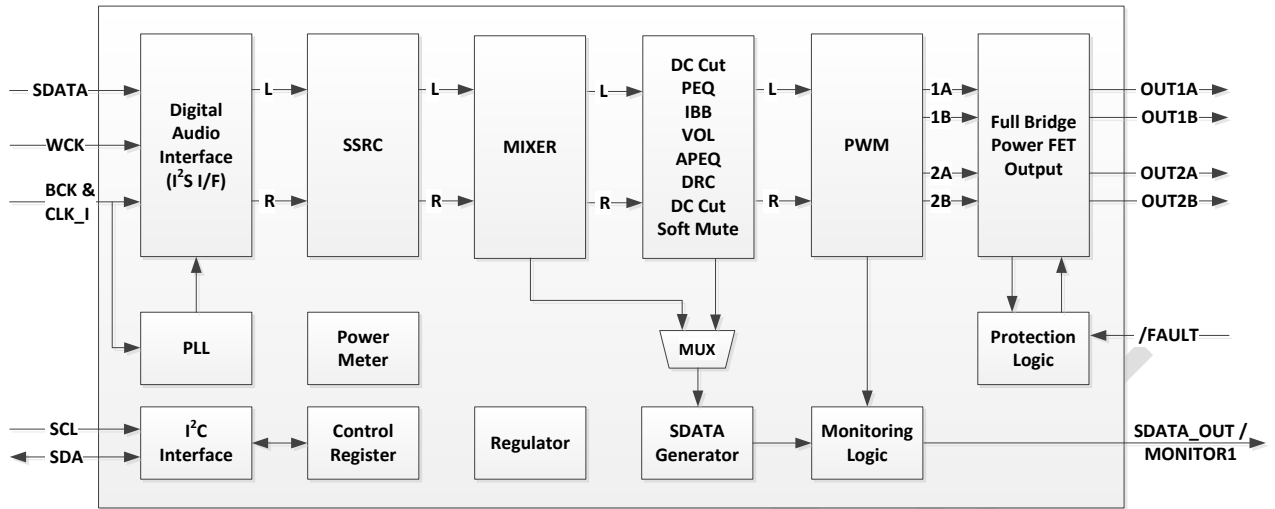 SDATA
WCK
BCK &
CLK_I
Digital
Audio
Interface
(I²S I/F)
L
R
SSRC
L
R
MIXER
L
R
DC Cut
PEQ
IBB
VOL
APEQ
DRC
DC Cut
Soft Mute
L
R
PWM
1A
1B
2A
2B
Full Bridge
Power FET
Output
OUT1A
OUT1B
OUT2A
OUT2B
PLL
Power
Meter
MUX
Protection
Logic
/FAULT
SCL
SDA
I²C
Interface
Control
Register
Regulator
SDATA
Generator
Monitoring
Logic
SDATA_OUT /
MONITOR1